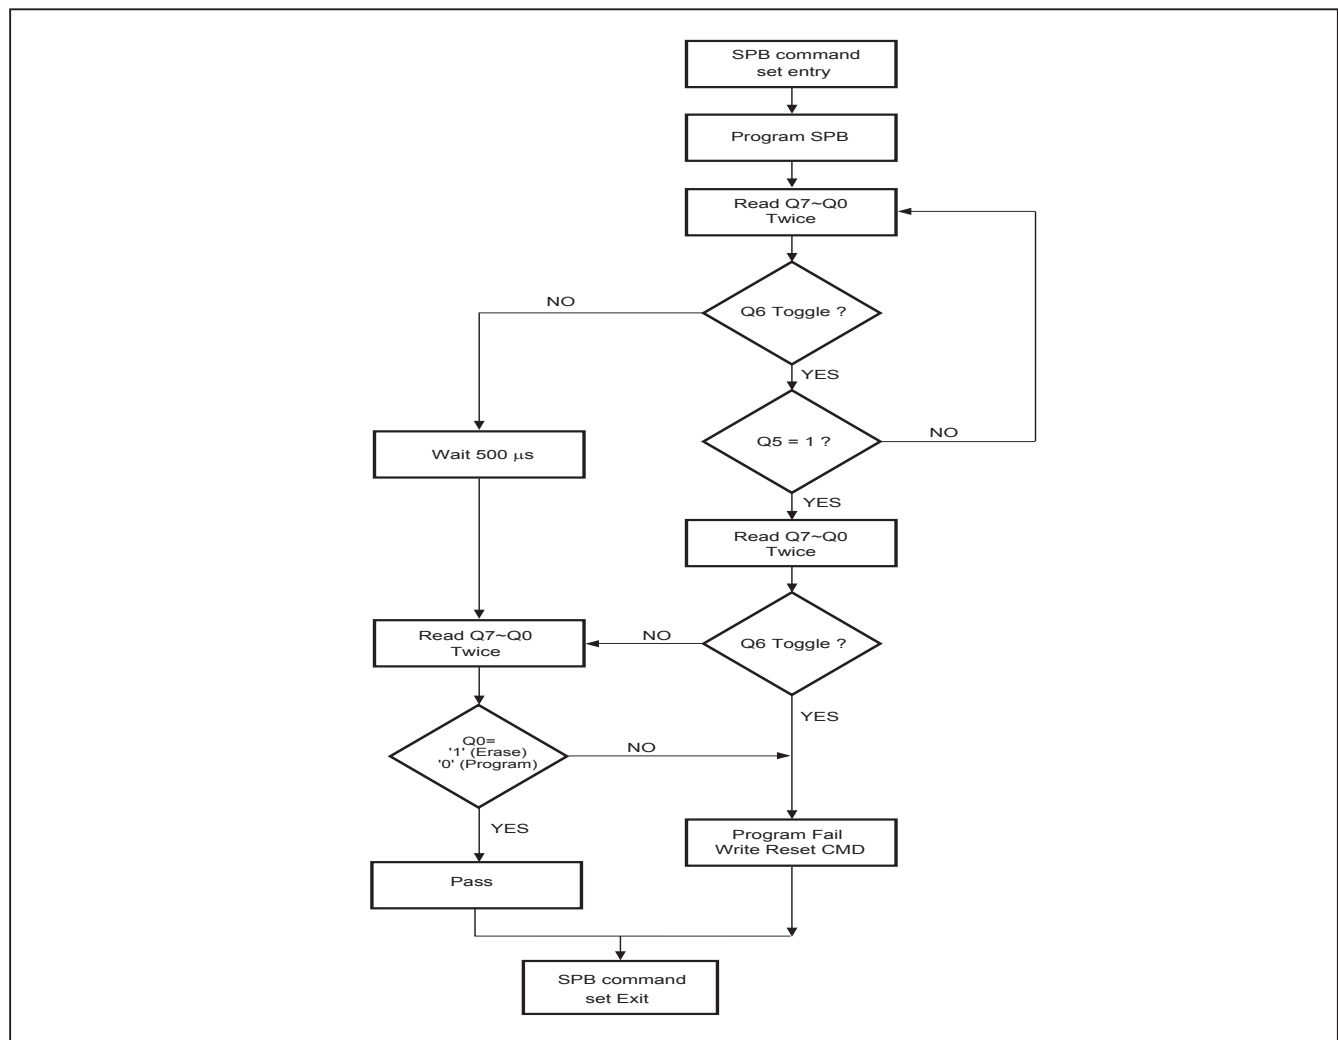 SPB command
set entry
Program SPB
Read Q7~Q0
Twice
Q6 Toggle ?
NO
YES
Q5 = 1 ?
NO
Wait 500 µs
YES
Read Q7~Q0
Twice
Q6 Toggle ?
NO
Read Q7~Q0
Twice
YES
Q0=
'1' (Erase)
'0' (Program)
NO
YES
Program Fail
Write Reset CMD
Pass
SPB command
set Exit